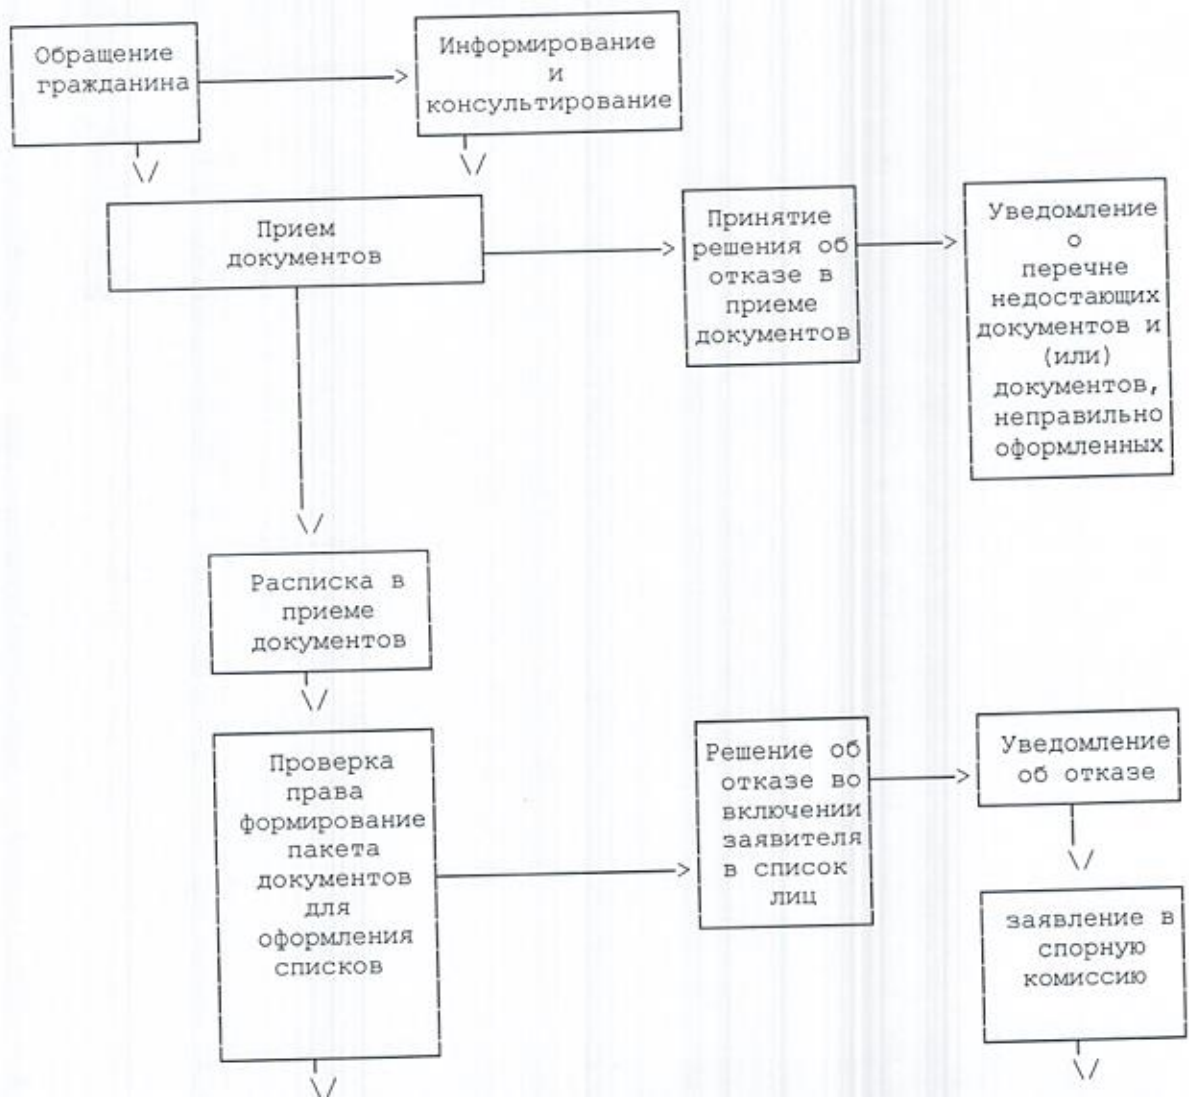 Обращение
гражданина
Информирование
и
консультирование
Прием
документов
Принятие
решения об
отказе в
приеме
документов
Уведомление
о
перечне
недостающих
документов и
(или)
документов,
неправильно
оформленных
Расписка в
приеме
документов
Проверка
права
формирование
пакета
документов
для
оформления
списков
Решение об
отказе во
включении
заявителя
в список
лиц
Уведомление
об отказе
заявление в
спорную
комиссию